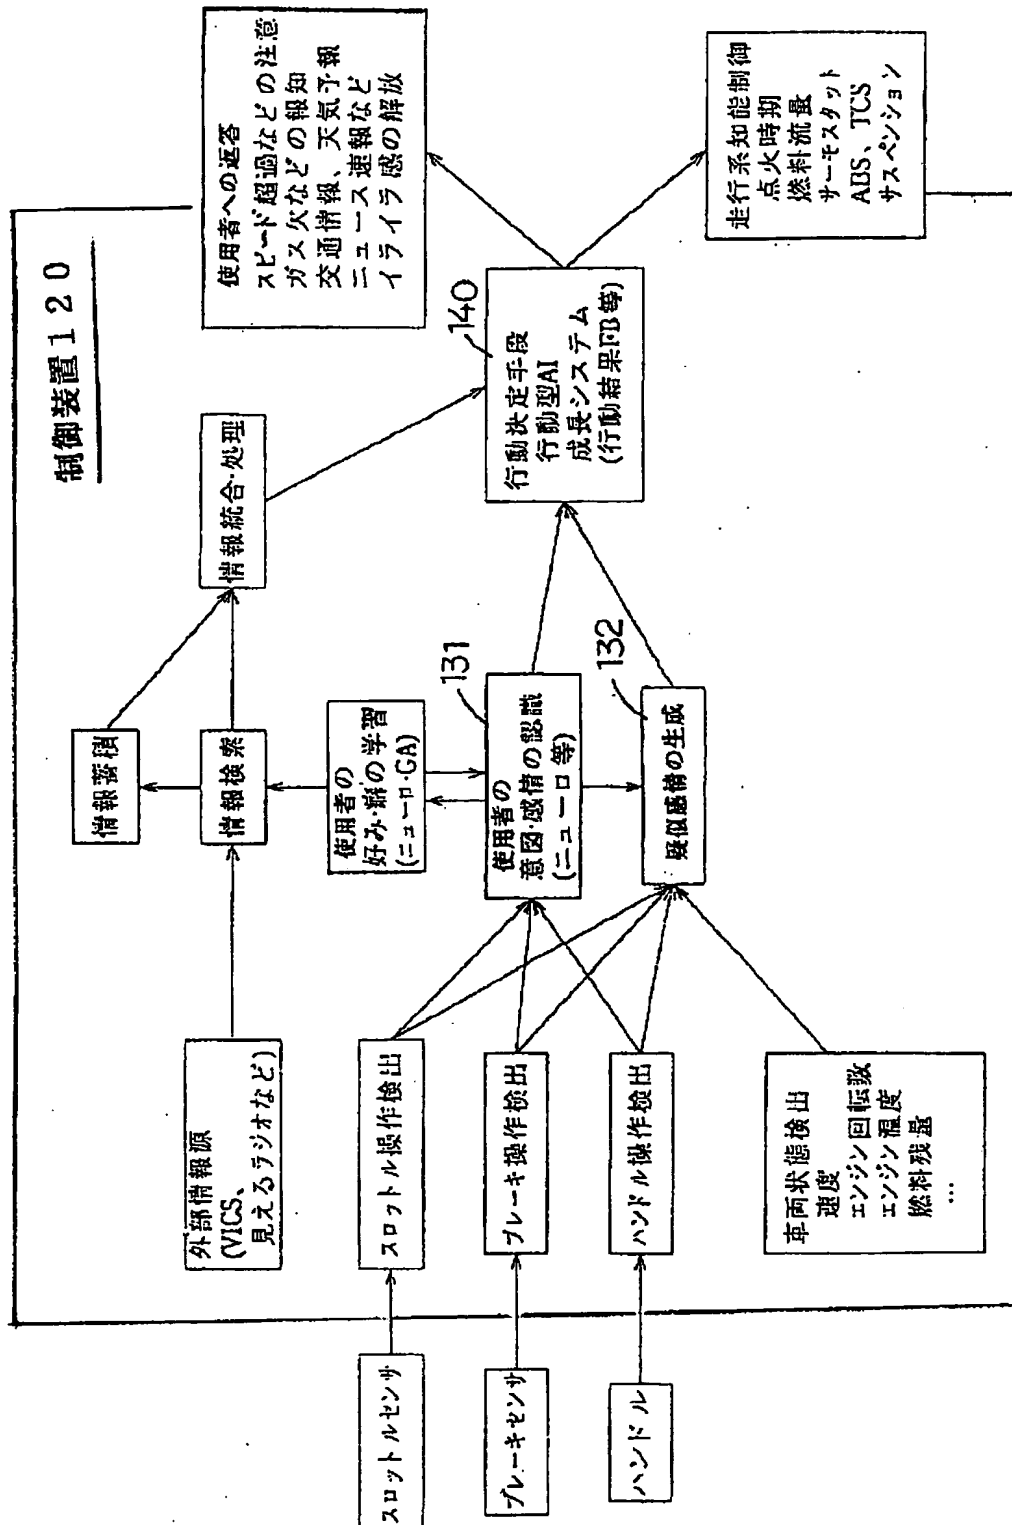 制御装置120
外部情報源
(VICS、
見えるラジオなど)
情報蓄積
情報検索
情報統合・処理
使用者への返答
スピード超過などの注意
ガス欠などの報知
交通情報、天気予報
ニュース速報など
イライラ感の解放
スロットルセンサ
スロットル操作検出
使用者の
好み・癖の学習
(ニューロ・GA)
ブレーキセンサ
ブレーキ操作検出
131
使用者の
意図・感情の認識
(ニューロ等)
140
行動決定手段
行動型AI
成長システム
(行動結果FB等)
ハンドル
ハンドル操作検出
132
疑似感情の生成
車両状態検出
速度
エンジン回転数
エンジン温度
燃料残量
…
走行系知能制御
点火時期
燃料流量
サーモスタット
ABS、TCS
サスペンション